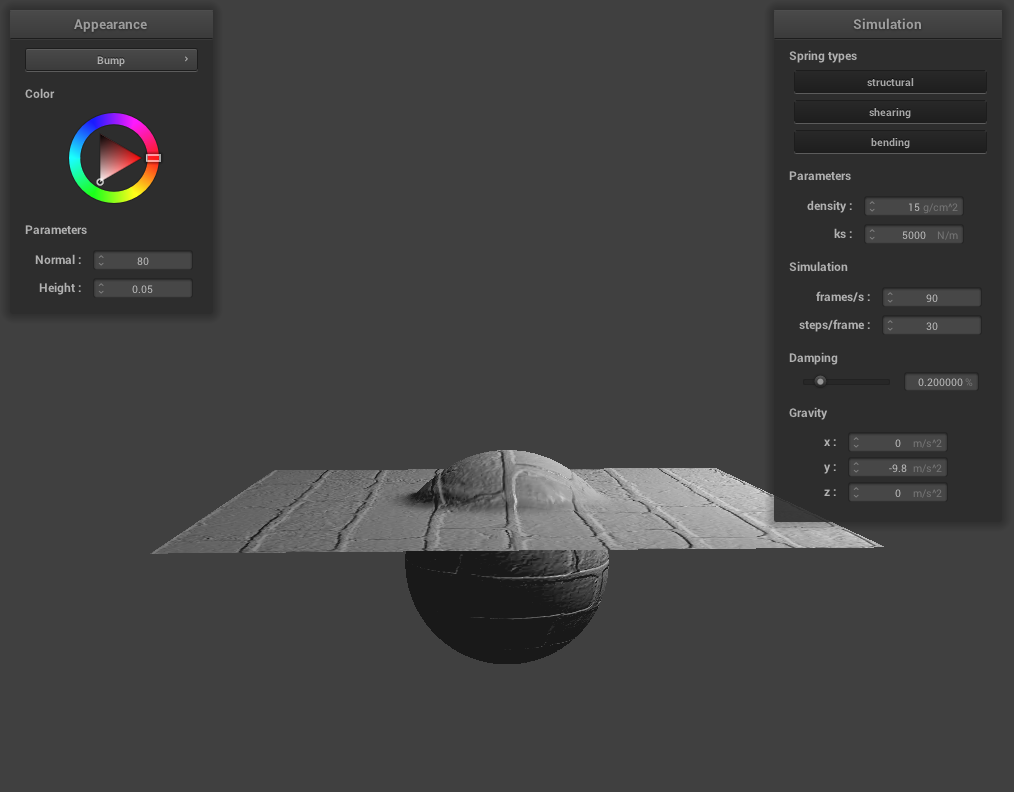 Appearance
Bump
Color
Parameters
Normal : 80
Height : 0.05
Simulation
Spring types
structural
shearing
bending
Parameters
density : 15 g/cm^2
ks : 5000 N/m
Simulation
frames/s : 90
steps/frame : 30
Damping
0.200000 %
Gravity
x : 0 m/s^2
y : -9.8 m/s^2
z : 0 m/s^2